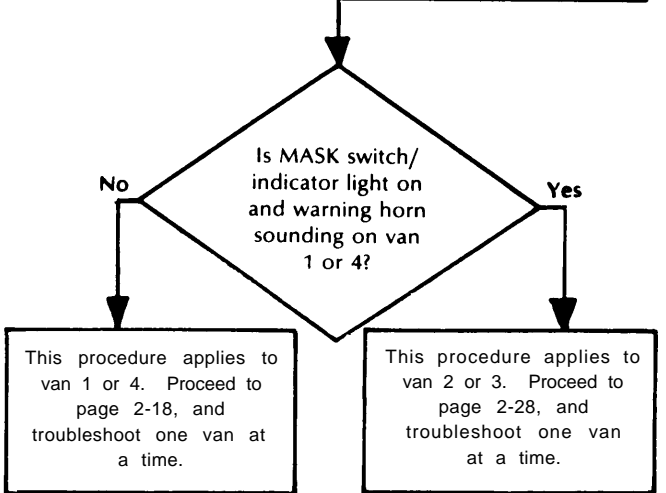 Is MASK switch/
indicator light on
and warning horn
sounding on van
1 or 4?
No
Yes
This procedure applies to
van 1 or 4. Proceed to
page 2-18, and
troubleshoot one van at
a time.
This procedure applies to
van 2 or 3. Proceed to
page 2-28, and
troubleshoot one van
at a time.